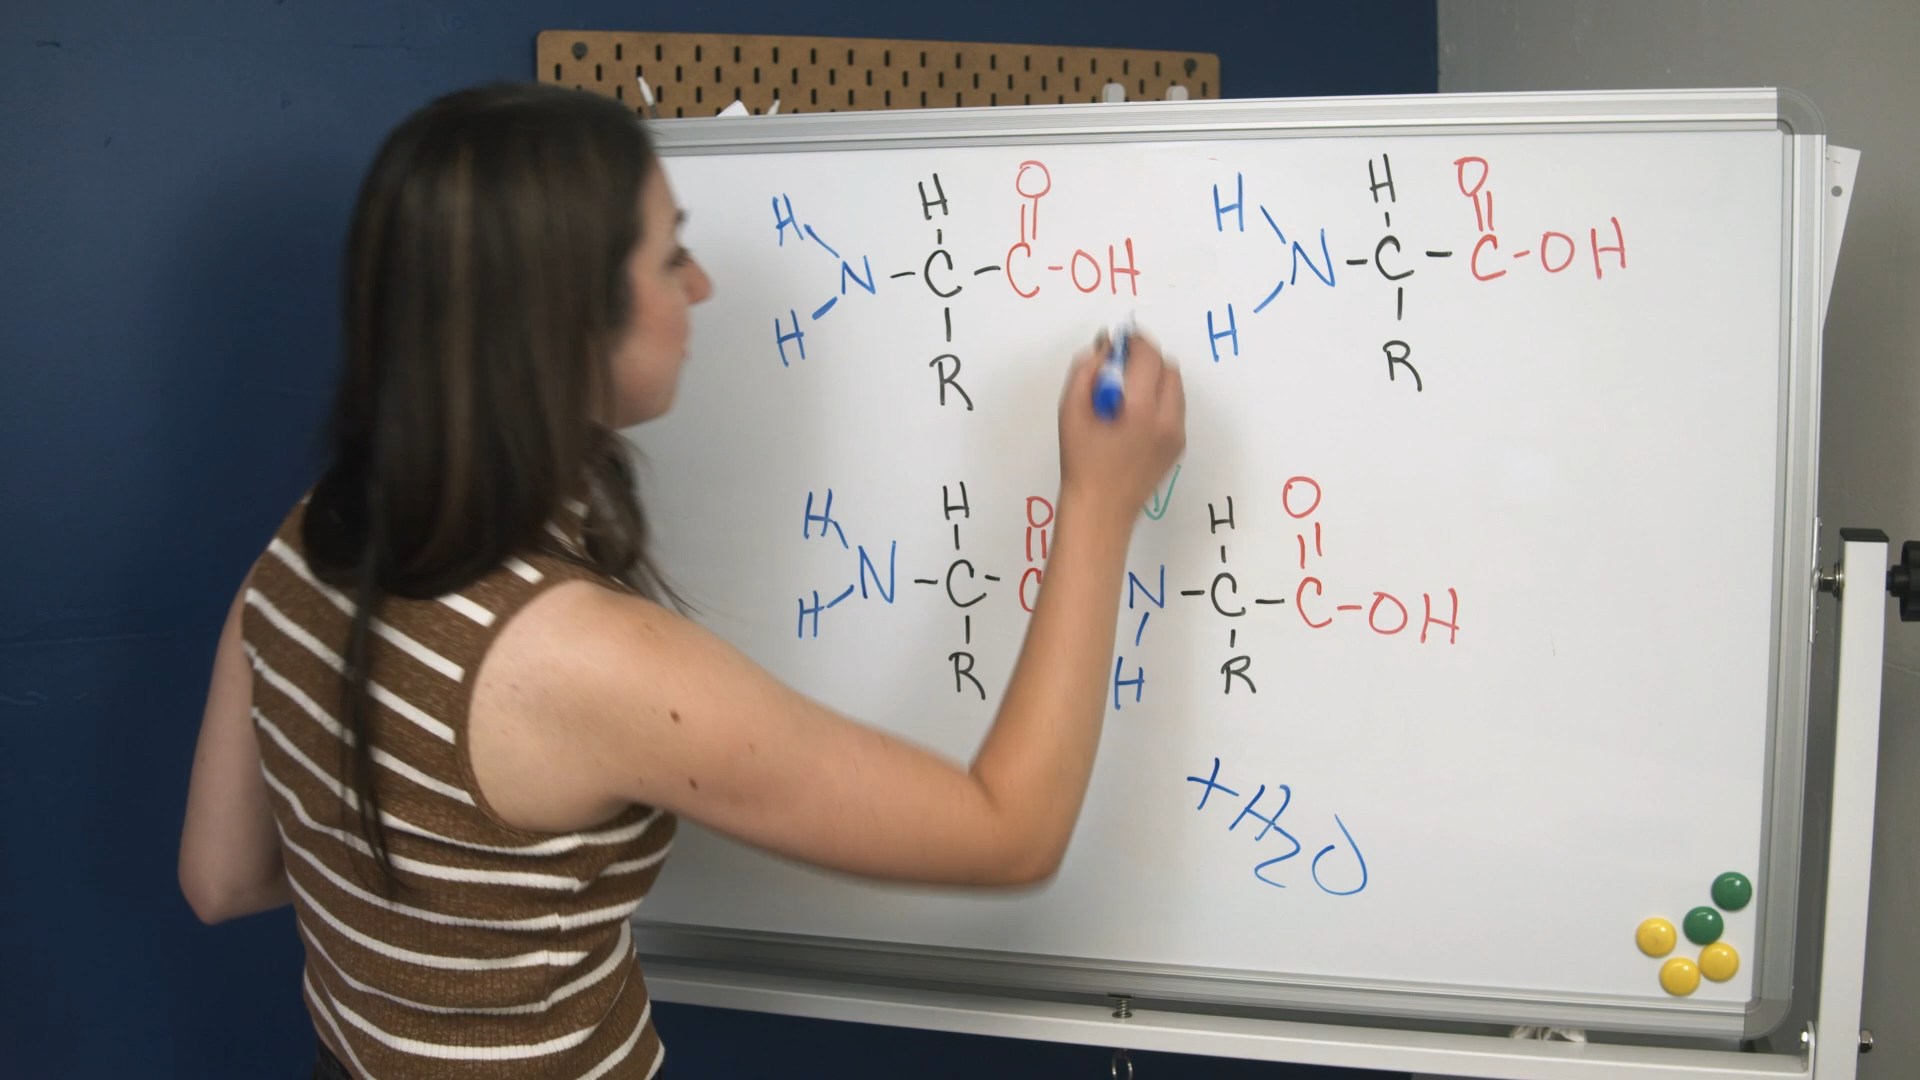 H H O H H O
N-C-C-OH N-C-C-OH
H R H R
H H O H O
N-C-C N-C-C-OH
H R H R
+H2O